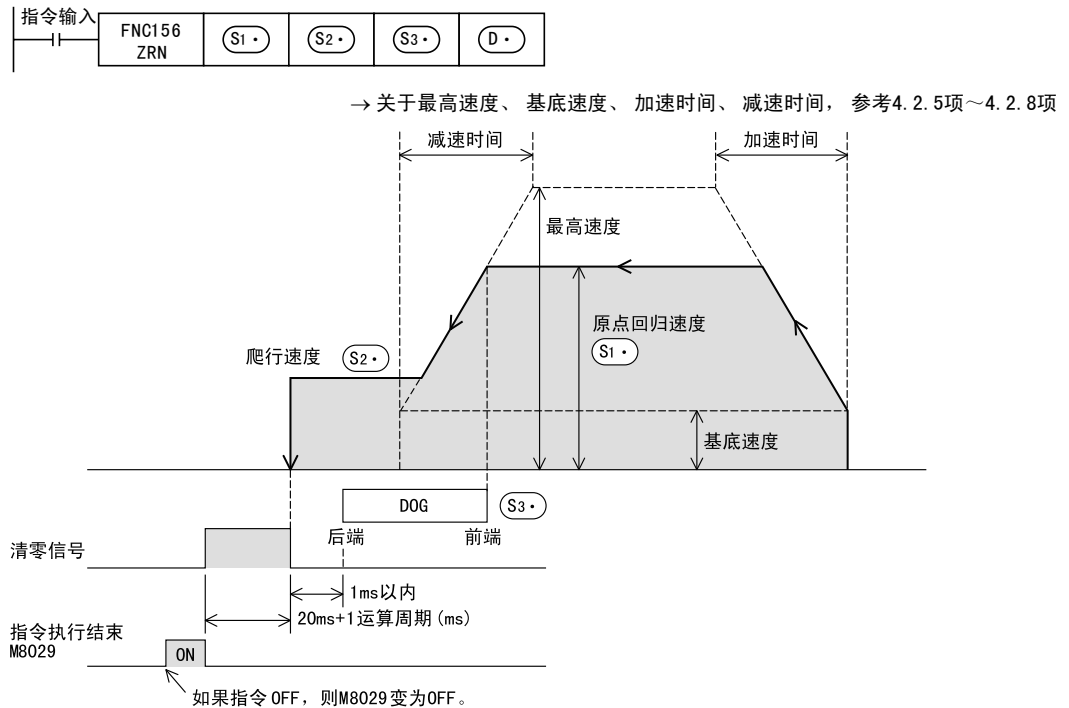 指令输入
FNC156
ZRN
S1・
S2・
S3・
D・
→ 关于最高速度、 基底速度、 加速时间、 减速时间， 参考4.2.5项～4.2.8项
减速时间
加速时间
最高速度
原点回归速度
S1・
爬行速度 S2・
基底速度
DOG
S3・
后端
前端
清零信号
1ms以内
20ms+1运算周期(ms)
指令执行结束
M8029
ON
如果指令OFF，则M8029变为OFF。